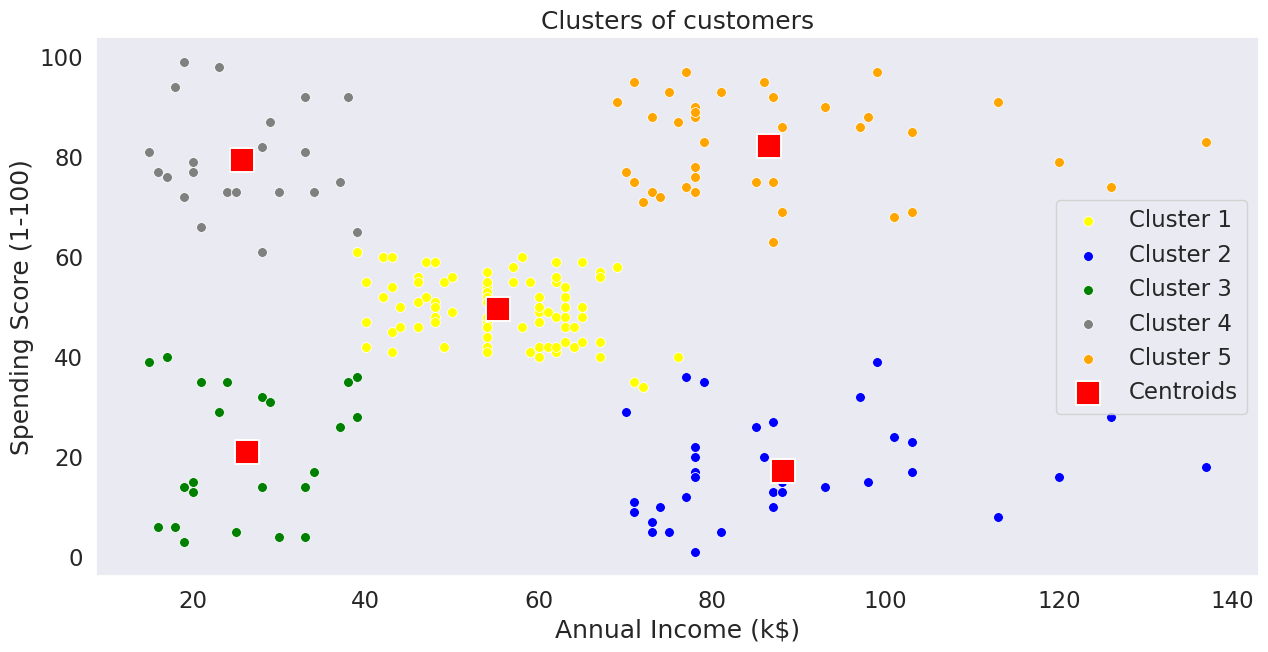 Clusters of customers
100
80
60
40
20
0
Spending Score (1-100)
20 40 60 80 100 120 140
Annual Income (k$)
Cluster 1
Cluster 2
Cluster 3
Cluster 4
Cluster 5
Centroids